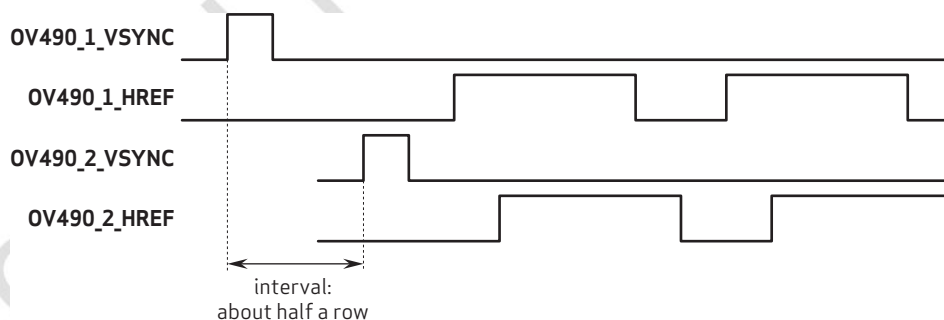 OV490_1_VSYNC
OV490_1_HREF
OV490_2_VSYNC
OV490_2_HREF
interval:
about half a row